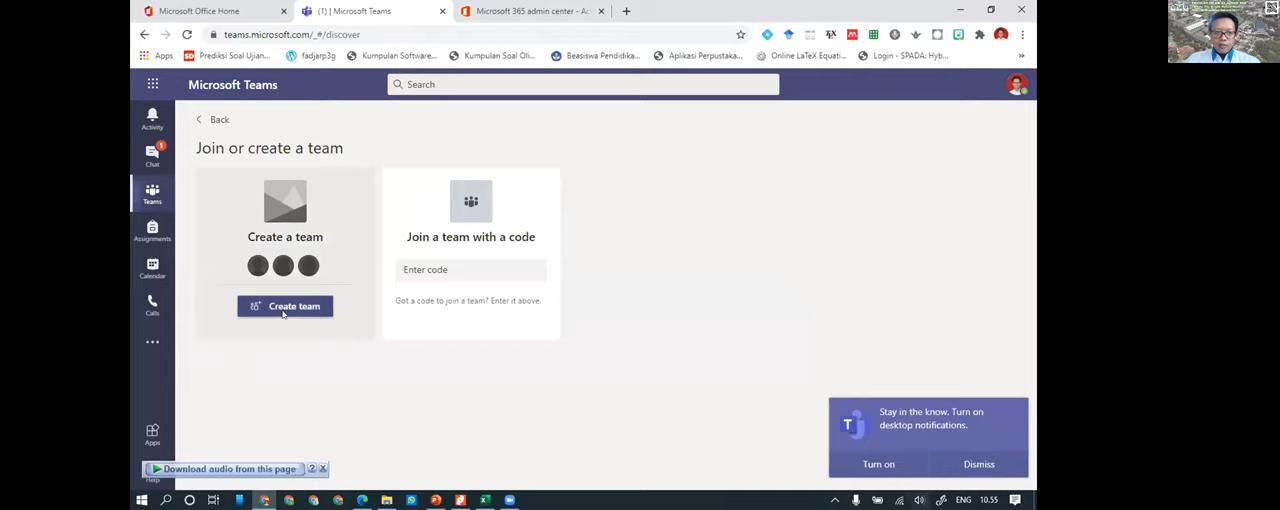 Microsoft Office Home
(1) | Microsoft Teams
Microsoft 365 admin center - Ac
teams.microsoft.com/_#/discover
Apps
Prediksi Soal Ujian...
fadjarp3g
Kumpulan Software...
Kumpulan Soal Oli...
Beasiswa Pendidika...
Aplikasi Perpustaka...
Online LaTeX Equati...
Login - SPADA: Hyb...
Microsoft Teams
Search
Activity
Chat
1
Teams
Assignments
Calendar
Calls
Apps
Help
Back
Join or create a team
Create a team
Create team
Join a team with a code
Enter code
Got a code to join a team? Enter it above.
Stay in the know. Turn on
desktop notifications.
Turn on
Dismiss
Download audio from this page
ENG
10.55